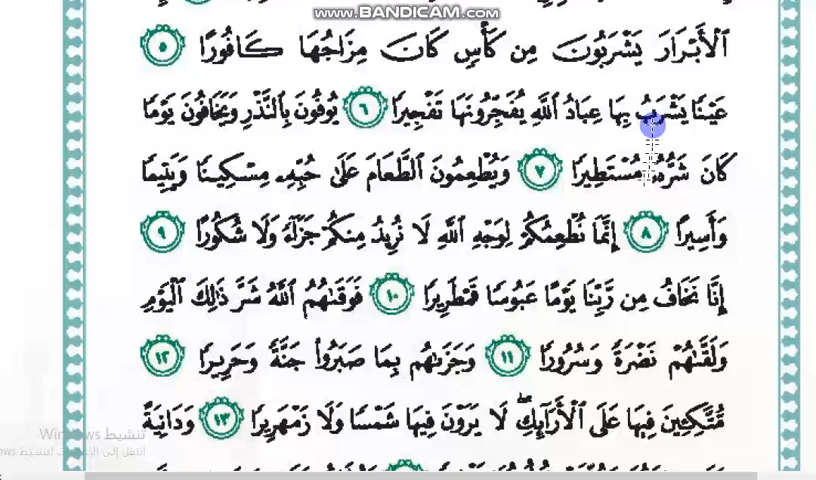 WWW.BANDICAM.COM
ٱلۡأَبۡرَارَ يَشۡرَبُونَ مِن كَأۡسٖ كَانَ مِزَاجُهَا كَافُورًا ٥
عَيۡنٗا يَشۡرَبُ بِهَا عِبَادُ ٱللَّهِ يُفَجِّرُونَهَا تَفۡجِيرٗا ٦ يُوفُونَ بِٱلنَّذۡرِ وَيَخَافُونَ يَوۡمٗا
كَانَ شَرُّهُۥ مُسۡتَطِيرٗا ٧ وَيُطۡعِمُونَ ٱلطَّعَامَ عَلَىٰ حُبِّهِۦ مِسۡكِينٗا وَيَتِيمٗا
وَأَسِيرًا ٨ إِنَّمَا نُطۡعِمُكُمۡ لِوَجۡهِ ٱللَّهِ لَا نُرِيدُ مِنكُمۡ جَزَآءٗ وَلَا شُكُورًا ٩
إِنَّا نَخَافُ مِن رَّبِّنَا يَوۡمًا عَبُوسٗا قَمۡطَرِيرٗا ١٠ فَوَقَىٰهُمُ ٱللَّهُ شَرَّ ذَٰلِكَ ٱلۡيَوۡمِ
وَلَقَّىٰهُمۡ نَضۡرَةٗ وَسُرُورٗا ١١ وَجَزَىٰهُم بِمَا صَبَرُواْ جَنَّةٗ وَحَرِيرٗا ١٢
مُّتَّكِـِٔينَ فِيهَا عَلَى ٱلۡأَرَآئِكِۖ لَا يَرَوۡنَ فِيهَا شَمۡسٗا وَلَا زَمۡهَرِيرٗا ١٣ وَدَانِيَةً
تنشيط Windows